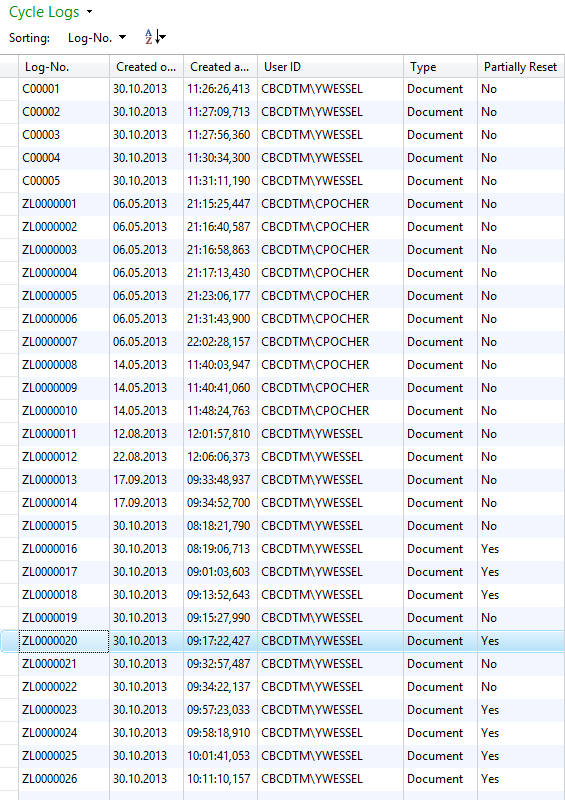 Cycle Logs
Sorting: Log-No. A Z
Log-No. Created o... Created a... User ID Type Partially Reset
C00001 30.10.2013 11:26:26,413 CBCDTM\YWESSEL Document No
C00002 30.10.2013 11:27:09,713 CBCDTM\YWESSEL Document No
C00003 30.10.2013 11:27:56,360 CBCDTM\YWESSEL Document No
C00004 30.10.2013 11:30:34,300 CBCDTM\YWESSEL Document No
C00005 30.10.2013 11:31:11,190 CBCDTM\YWESSEL Document No
ZL0000001 06.05.2013 21:15:25,447 CBCDTM\CPOCHER Document No
ZL0000002 06.05.2013 21:16:40,587 CBCDTM\CPOCHER Document No
ZL0000003 06.05.2013 21:16:58,863 CBCDTM\CPOCHER Document No
ZL0000004 06.05.2013 21:17:13,430 CBCDTM\CPOCHER Document No
ZL0000005 06.05.2013 21:23:06,177 CBCDTM\CPOCHER Document No
ZL0000006 06.05.2013 21:31:43,900 CBCDTM\CPOCHER Document No
ZL0000007 06.05.2013 22:02:28,157 CBCDTM\CPOCHER Document No
ZL0000008 14.05.2013 11:40:03,947 CBCDTM\CPOCHER Document No
ZL0000009 14.05.2013 11:40:41,060 CBCDTM\CPOCHER Document No
ZL0000010 14.05.2013 11:48:24,763 CBCDTM\CPOCHER Document No
ZL0000011 12.08.2013 12:01:57,810 CBCDTM\YWESSEL Document No
ZL0000012 22.08.2013 12:06:06,373 CBCDTM\YWESSEL Document No
ZL0000013 17.09.2013 09:33:48,937 CBCDTM\YWESSEL Document No
ZL0000014 17.09.2013 09:34:52,700 CBCDTM\YWESSEL Document No
ZL0000015 30.10.2013 08:18:21,790 CBCDTM\YWESSEL Document No
ZL0000016 30.10.2013 08:19:06,713 CBCDTM\YWESSEL Document Yes
ZL0000017 30.10.2013 09:01:03,603 CBCDTM\YWESSEL Document Yes
ZL0000018 30.10.2013 09:13:52,643 CBCDTM\YWESSEL Document Yes
ZL0000019 30.10.2013 09:15:27,990 CBCDTM\YWESSEL Document No
ZL0000020 30.10.2013 09:17:22,427 CBCDTM\YWESSEL Document Yes
ZL0000021 30.10.2013 09:32:57,487 CBCDTM\YWESSEL Document No
ZL0000022 30.10.2013 09:34:22,137 CBCDTM\YWESSEL Document No
ZL0000023 30.10.2013 09:57:23,033 CBCDTM\YWESSEL Document Yes
ZL0000024 30.10.2013 09:58:18,910 CBCDTM\YWESSEL Document Yes
ZL0000025 30.10.2013 10:01:41,053 CBCDTM\YWESSEL Document Yes
ZL0000026 30.10.2013 10:11:10,157 CBCDTM\YWESSEL Document Yes